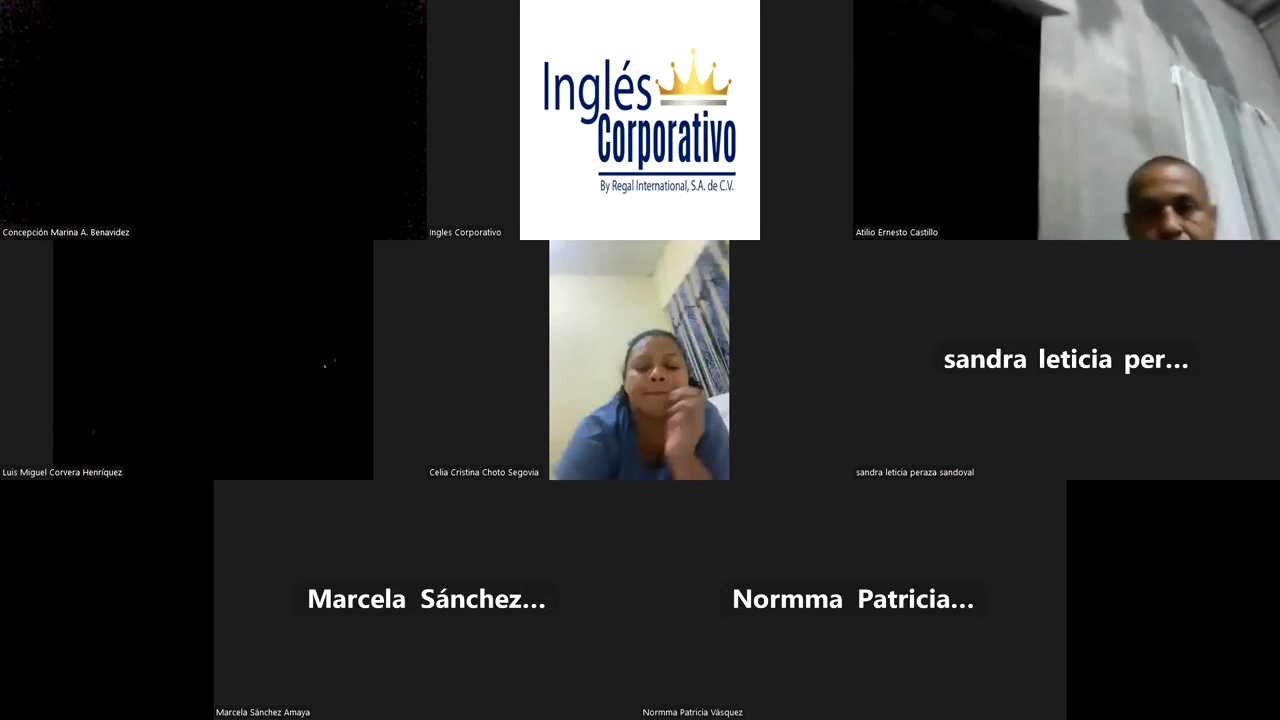 Inglés
Corporativo
By Regal International, S.A. de C.V.
Concepción Marina A. Benavidez
Ingles Corporativo
Atilio Ernesto Castillo
sandra leticia per...
Luis Miguel Corvera Henríquez
Celia Cristina Choto Segovia
sandra leticia peraza sandoval
Marcela Sánchez...
Normma Patricia...
Marcela Sánchez Amaya
Normma Patricia Vásquez